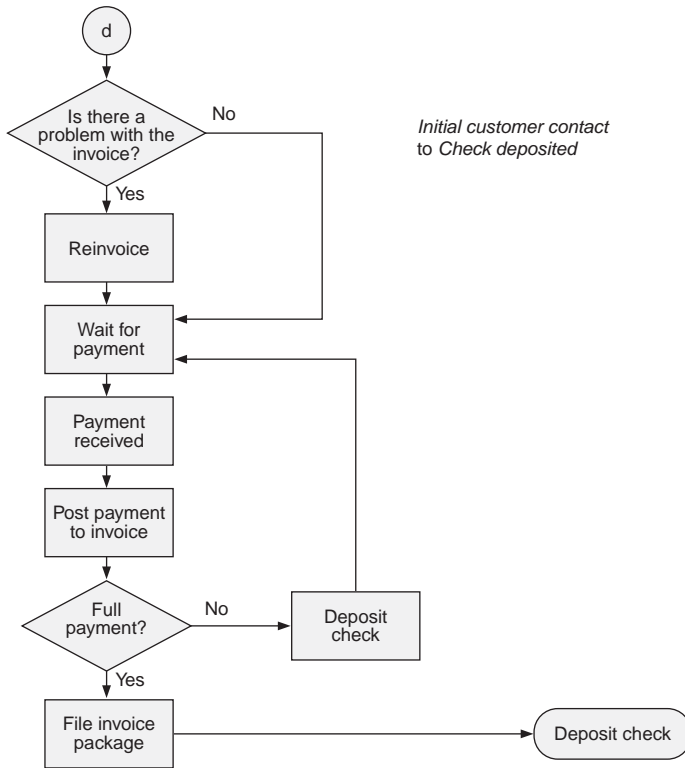 d
Is there a
problem with the
invoice?
No
Initial customer contact
to Check deposited
Yes
Reinvoice
Wait for
payment
Payment
received
Post payment
to invoice
Full
payment?
No
Deposit
check
Yes
File invoice
package
Deposit check